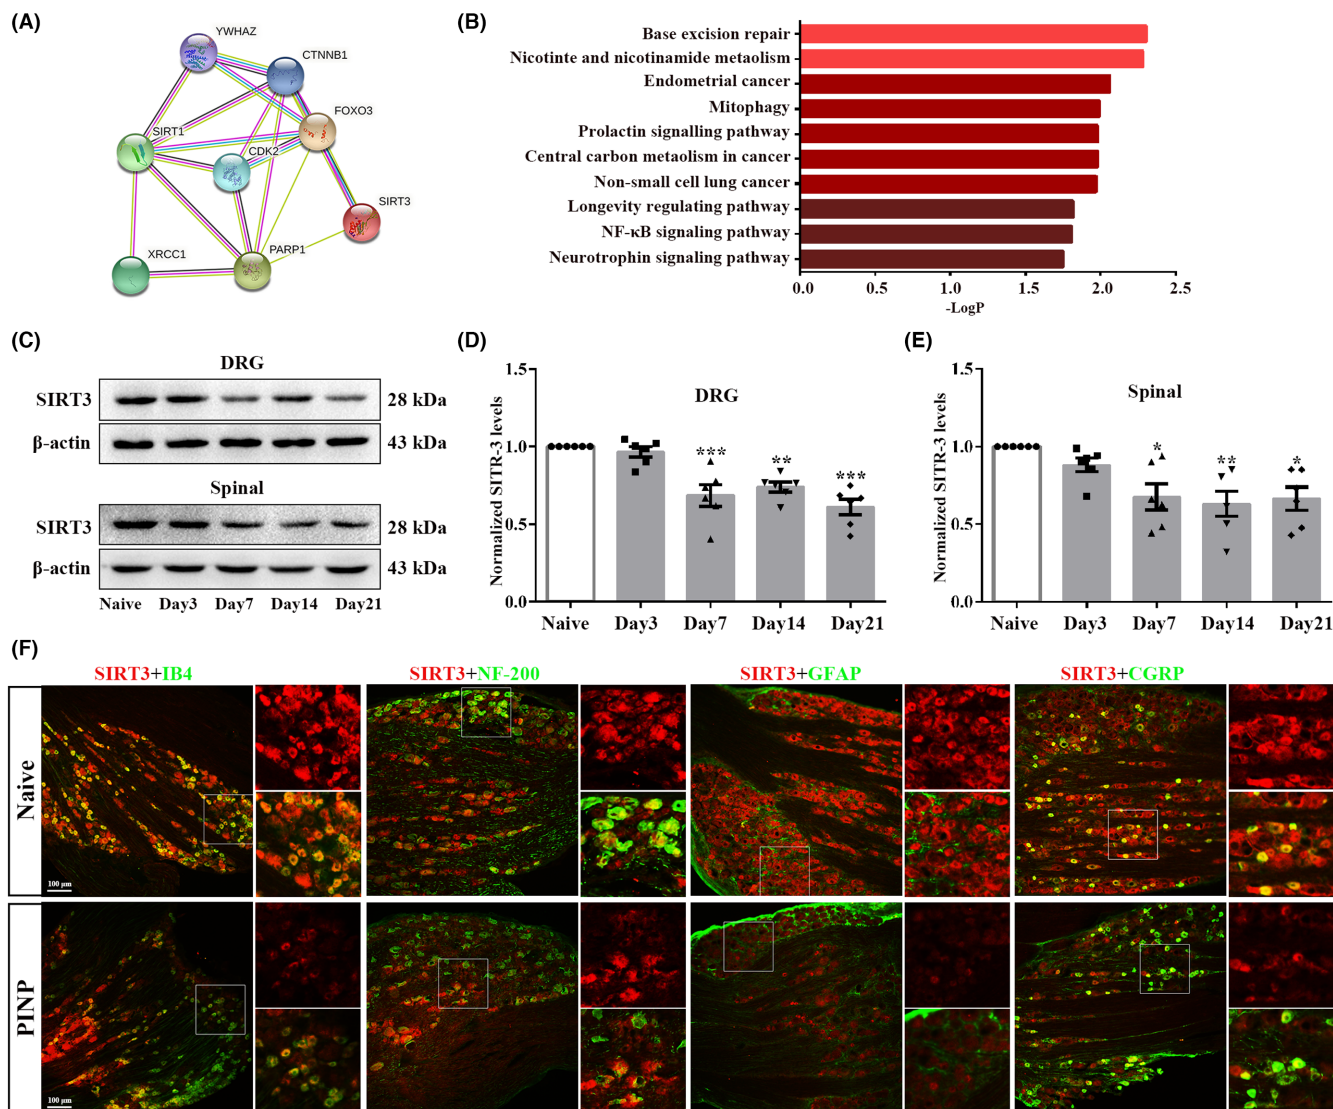 (A)
YWHAZ
CTNNB1
FOXO3
SIRT1
CDK2
SIRT3
XRCC1
PARP1
(B)
Base excision repair
Nicotinte and nicotinamide metaolism
Endometrial cancer
Mitophagy
Prolactin signalling pathway
Central carbon metaolism in cancer
Non-small cell lung cancer
Longevity regulating pathway
NF-κB signaling pathway
Neurotrophin signaling pathway
0.0 0.5 1.0 1.5 2.0 2.5
-LogP
(C)
DRG
SIRT3 28 kDa
β-actin 43 kDa
Spinal
SIRT3 28 kDa
β-actin 43 kDa
Naive Day3 Day7 Day14 Day21
(D)
DRG
Normalized SITR-3 levels
1.5
1.0
0.5
0.0
*** ** ***
Naive Day3 Day7 Day14 Day21
(E)
Spinal
Normalized SITR-3 levels
1.5
1.0
0.5
0.0
* ** *
Naive Day3 Day7 Day14 Day21
(F)
SIRT3+IB4 SIRT3+NF-200 SIRT3+GFAP SIRT3+CGRP
Naive
100 μm
PINP
100 μm